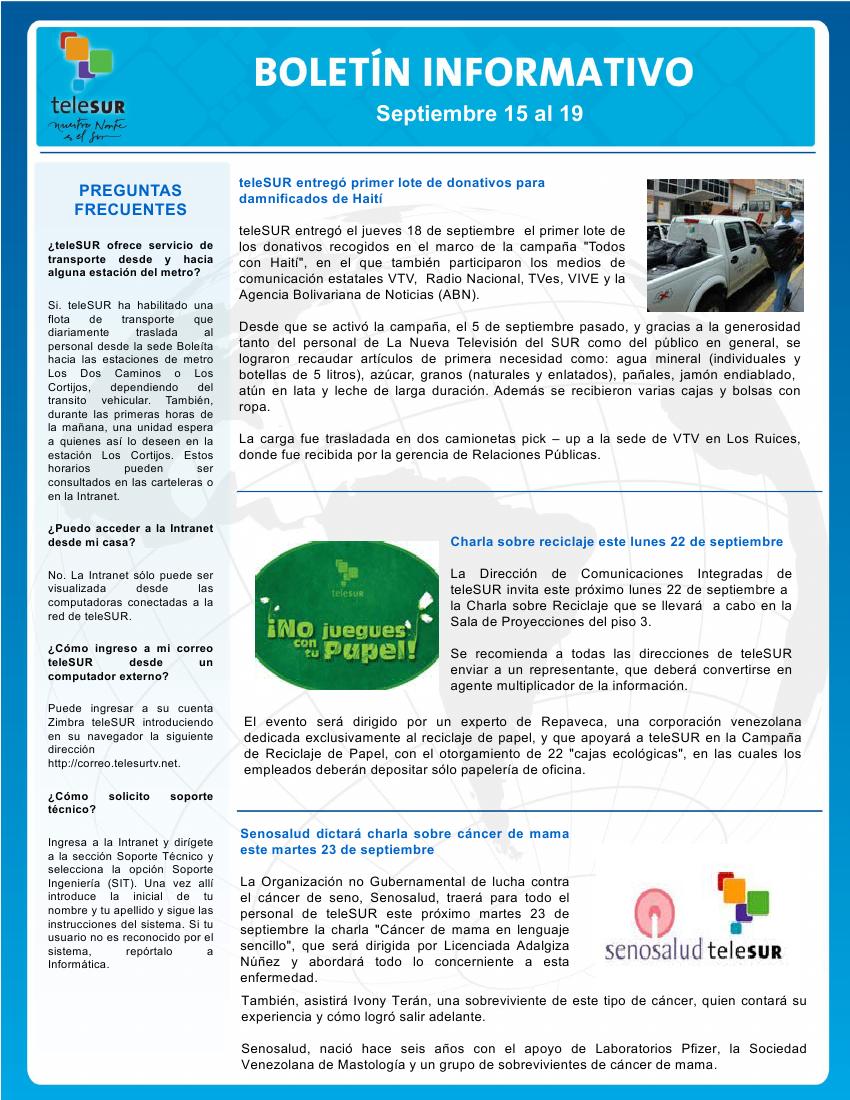 teleSUR
nuestro Norte
es el Sur
BOLETÍN INFORMATIVO
Septiembre 15 al 19
PREGUNTAS
FRECUENTES
¿teleSUR ofrece servicio de
transporte desde y hacia
alguna estación del metro?
Si. teleSUR ha habilitado una
flota de transporte que
diariamente traslada al
personal desde la sede Boleíta
hacia las estaciones de metro
Los Dos Caminos o Los
Cortijos, dependiendo del
transito vehicular. También,
durante las primeras horas de
la mañana, una unidad espera
a quienes así lo deseen en la
estación Los Cortijos. Estos
horarios pueden ser
consultados en las carteleras o
en la Intranet.
¿Puedo acceder a la Intranet
desde mi casa?
No. La Intranet sólo puede ser
visualizada desde las
computadoras conectadas a la
red de teleSUR.
¿Cómo ingreso a mi correo
teleSUR desde un
computador externo?
Puede ingresar a su cuenta
Zimbra teleSUR introduciendo
en su navegador la siguiente
dirección
http://correo.telesurtv.net.
¿Cómo solicito soporte
técnico?
Ingresa a la Intranet y dirígete
a la sección Soporte Técnico y
selecciona la opción Soporte
Ingeniería (SIT). Una vez allí
introduce la inicial de tu
nombre y tu apellido y sigue las
instrucciones del sistema. Si tu
usuario no es reconocido por el
sistema, repórtalo a
Informática.
teleSUR entregó primer lote de donativos para
damnificados de Haití
teleSUR entregó el jueves 18 de septiembre el primer lote de
los donativos recogidos en el marco de la campaña "Todos
con Haití", en el que también participaron los medios de
comunicación estatales VTV, Radio Nacional, TVes, VIVE y la
Agencia Bolivariana de Noticias (ABN).
Desde que se activó la campaña, el 5 de septiembre pasado, y gracias a la generosidad
tanto del personal de La Nueva Televisión del SUR como del público en general, se
lograron recaudar artículos de primera necesidad como: agua mineral (individuales y
botellas de 5 litros), azúcar, granos (naturales y enlatados), pañales, jamón endiablado,
atún en lata y leche de larga duración. Además se recibieron varias cajas y bolsas con
ropa.
La carga fue trasladada en dos camionetas pick – up a la sede de VTV en Los Ruices,
donde fue recibida por la gerencia de Relaciones Públicas.
teleSUR
¡NO juegues
con
tu Papel!
Charla sobre reciclaje este lunes 22 de septiembre
La Dirección de Comunicaciones Integradas de
teleSUR invita este próximo lunes 22 de septiembre a
la Charla sobre Reciclaje que se llevará a cabo en la
Sala de Proyecciones del piso 3.
Se recomienda a todas las direcciones de teleSUR
enviar a un representante, que deberá convertirse en
agente multiplicador de la información.
El evento será dirigido por un experto de Repaveca, una corporación venezolana
dedicada exclusivamente al reciclaje de papel, y que apoyará a teleSUR en la Campaña
de Reciclaje de Papel, con el otorgamiento de 22 "cajas ecológicas", en las cuales los
empleados deberán depositar sólo papelería de oficina.
Senosalud dictará charla sobre cáncer de mama
este martes 23 de septiembre
La Organización no Gubernamental de lucha contra
el cáncer de seno, Senosalud, traerá para todo el
personal de teleSUR este próximo martes 23 de
septiembre la charla "Cáncer de mama en lenguaje
sencillo", que será dirigida por Licenciada Adalgiza
Núñez y abordará todo lo concerniente a esta
enfermedad.
senosalud teleSUR
También, asistirá Ivony Terán, una sobreviviente de este tipo de cáncer, quien contará su
experiencia y cómo logró salir adelante.
Senosalud, nació hace seis años con el apoyo de Laboratorios Pfizer, la Sociedad
Venezolana de Mastología y un grupo de sobrevivientes de cáncer de mama.